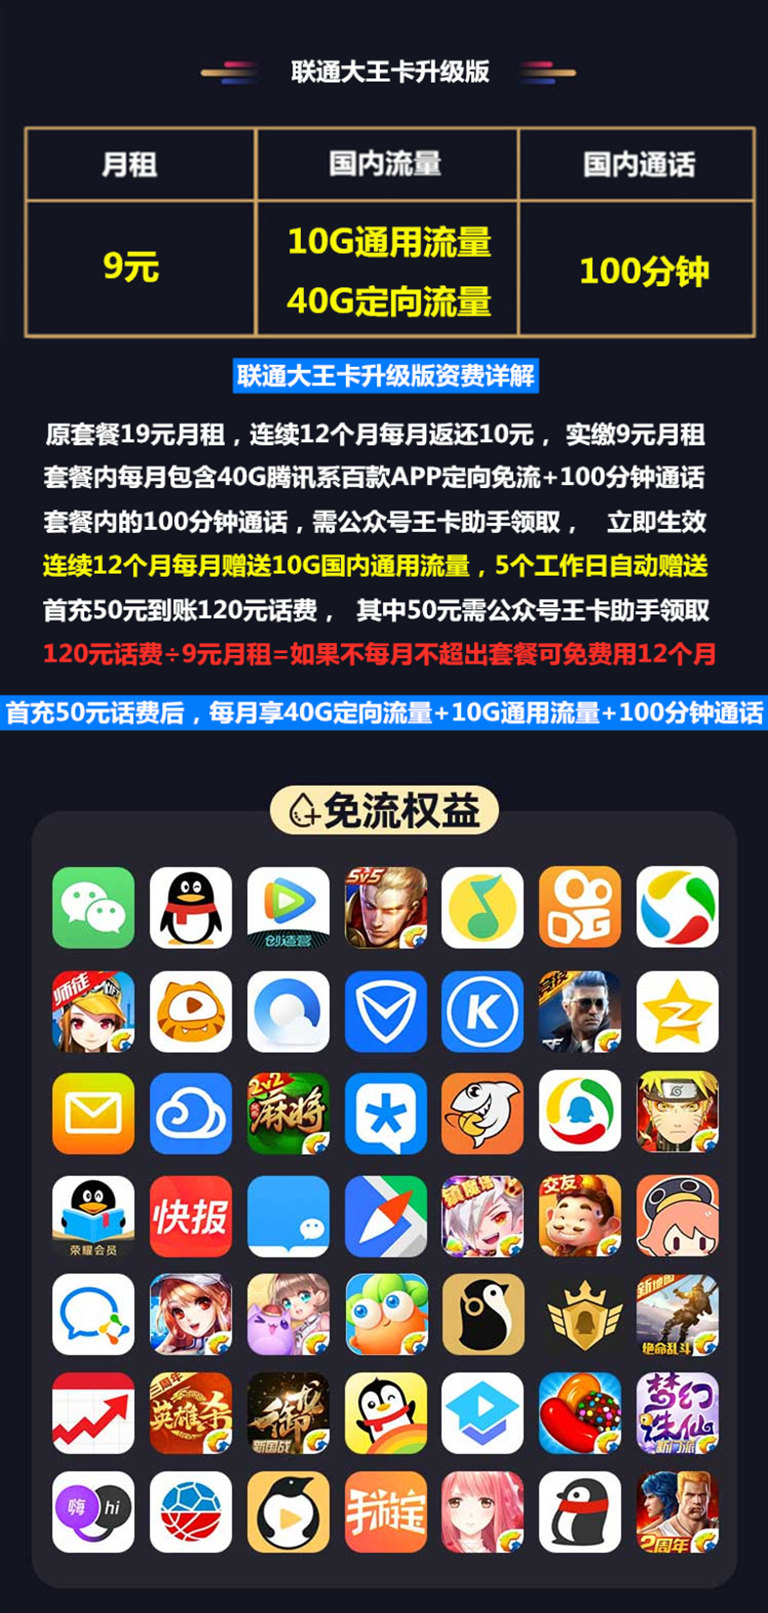 联通大王卡升级版
月租 国内流量 国内通话
9元
10G通用流量
40G定向流量
100分钟
联通大王卡升级版资费详解
原套餐19元月租，连续12个月每月返还10元， 实缴9元月租
套餐内每月包含40G腾讯系百款APP定向免流+100分钟通话
套餐内的100分钟通话，需公众号王卡助手领取， 立即生效
连续12个月每月赠送10G国内通用流量，5个工作日自动赠送
首充50元到账120元话费， 其中50元需公众号王卡助手领取
120元话费÷9元月租=如果不每月不超出套餐可免费用12个月
首充50元话费后，每月享40G定向流量+10G通用流量+100分钟通话
免流权益
创造营
5v5
师徒
竞技
2v2
麻将
荣耀会员
快报
镇魔塔
交友
新地图
绝命乱斗
三周年
英雄杀
御龙
新国战
梦幻诛仙
新门派
嗨 hi
手游宝
2周年